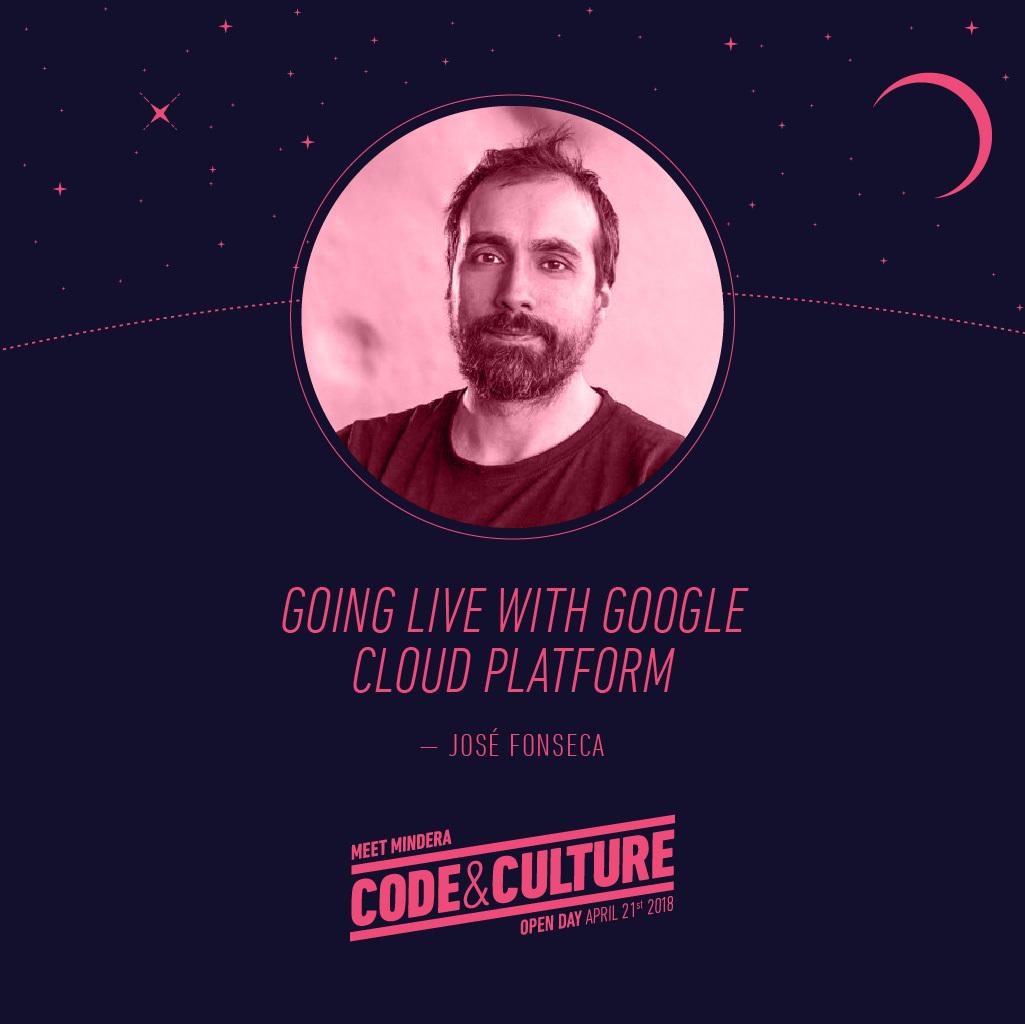 GOING LIVE WITH GOOGLE
CLOUD PLATFORM
— JOSÉ FONSECA
MEET MINDERA
CODE&CULTURE
OPEN DAY APRIL 21st 2018